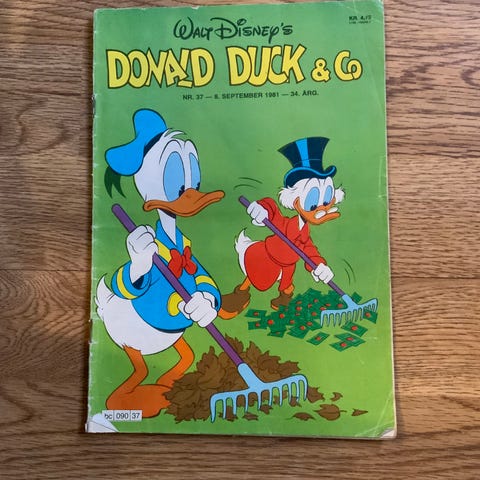 WALT DISNEY'S
KR. 4,75
DONALD DUCK & Co
NR. 37 — 8. SEPTEMBER 1981 — 34. ÅRG.
bc 090 37